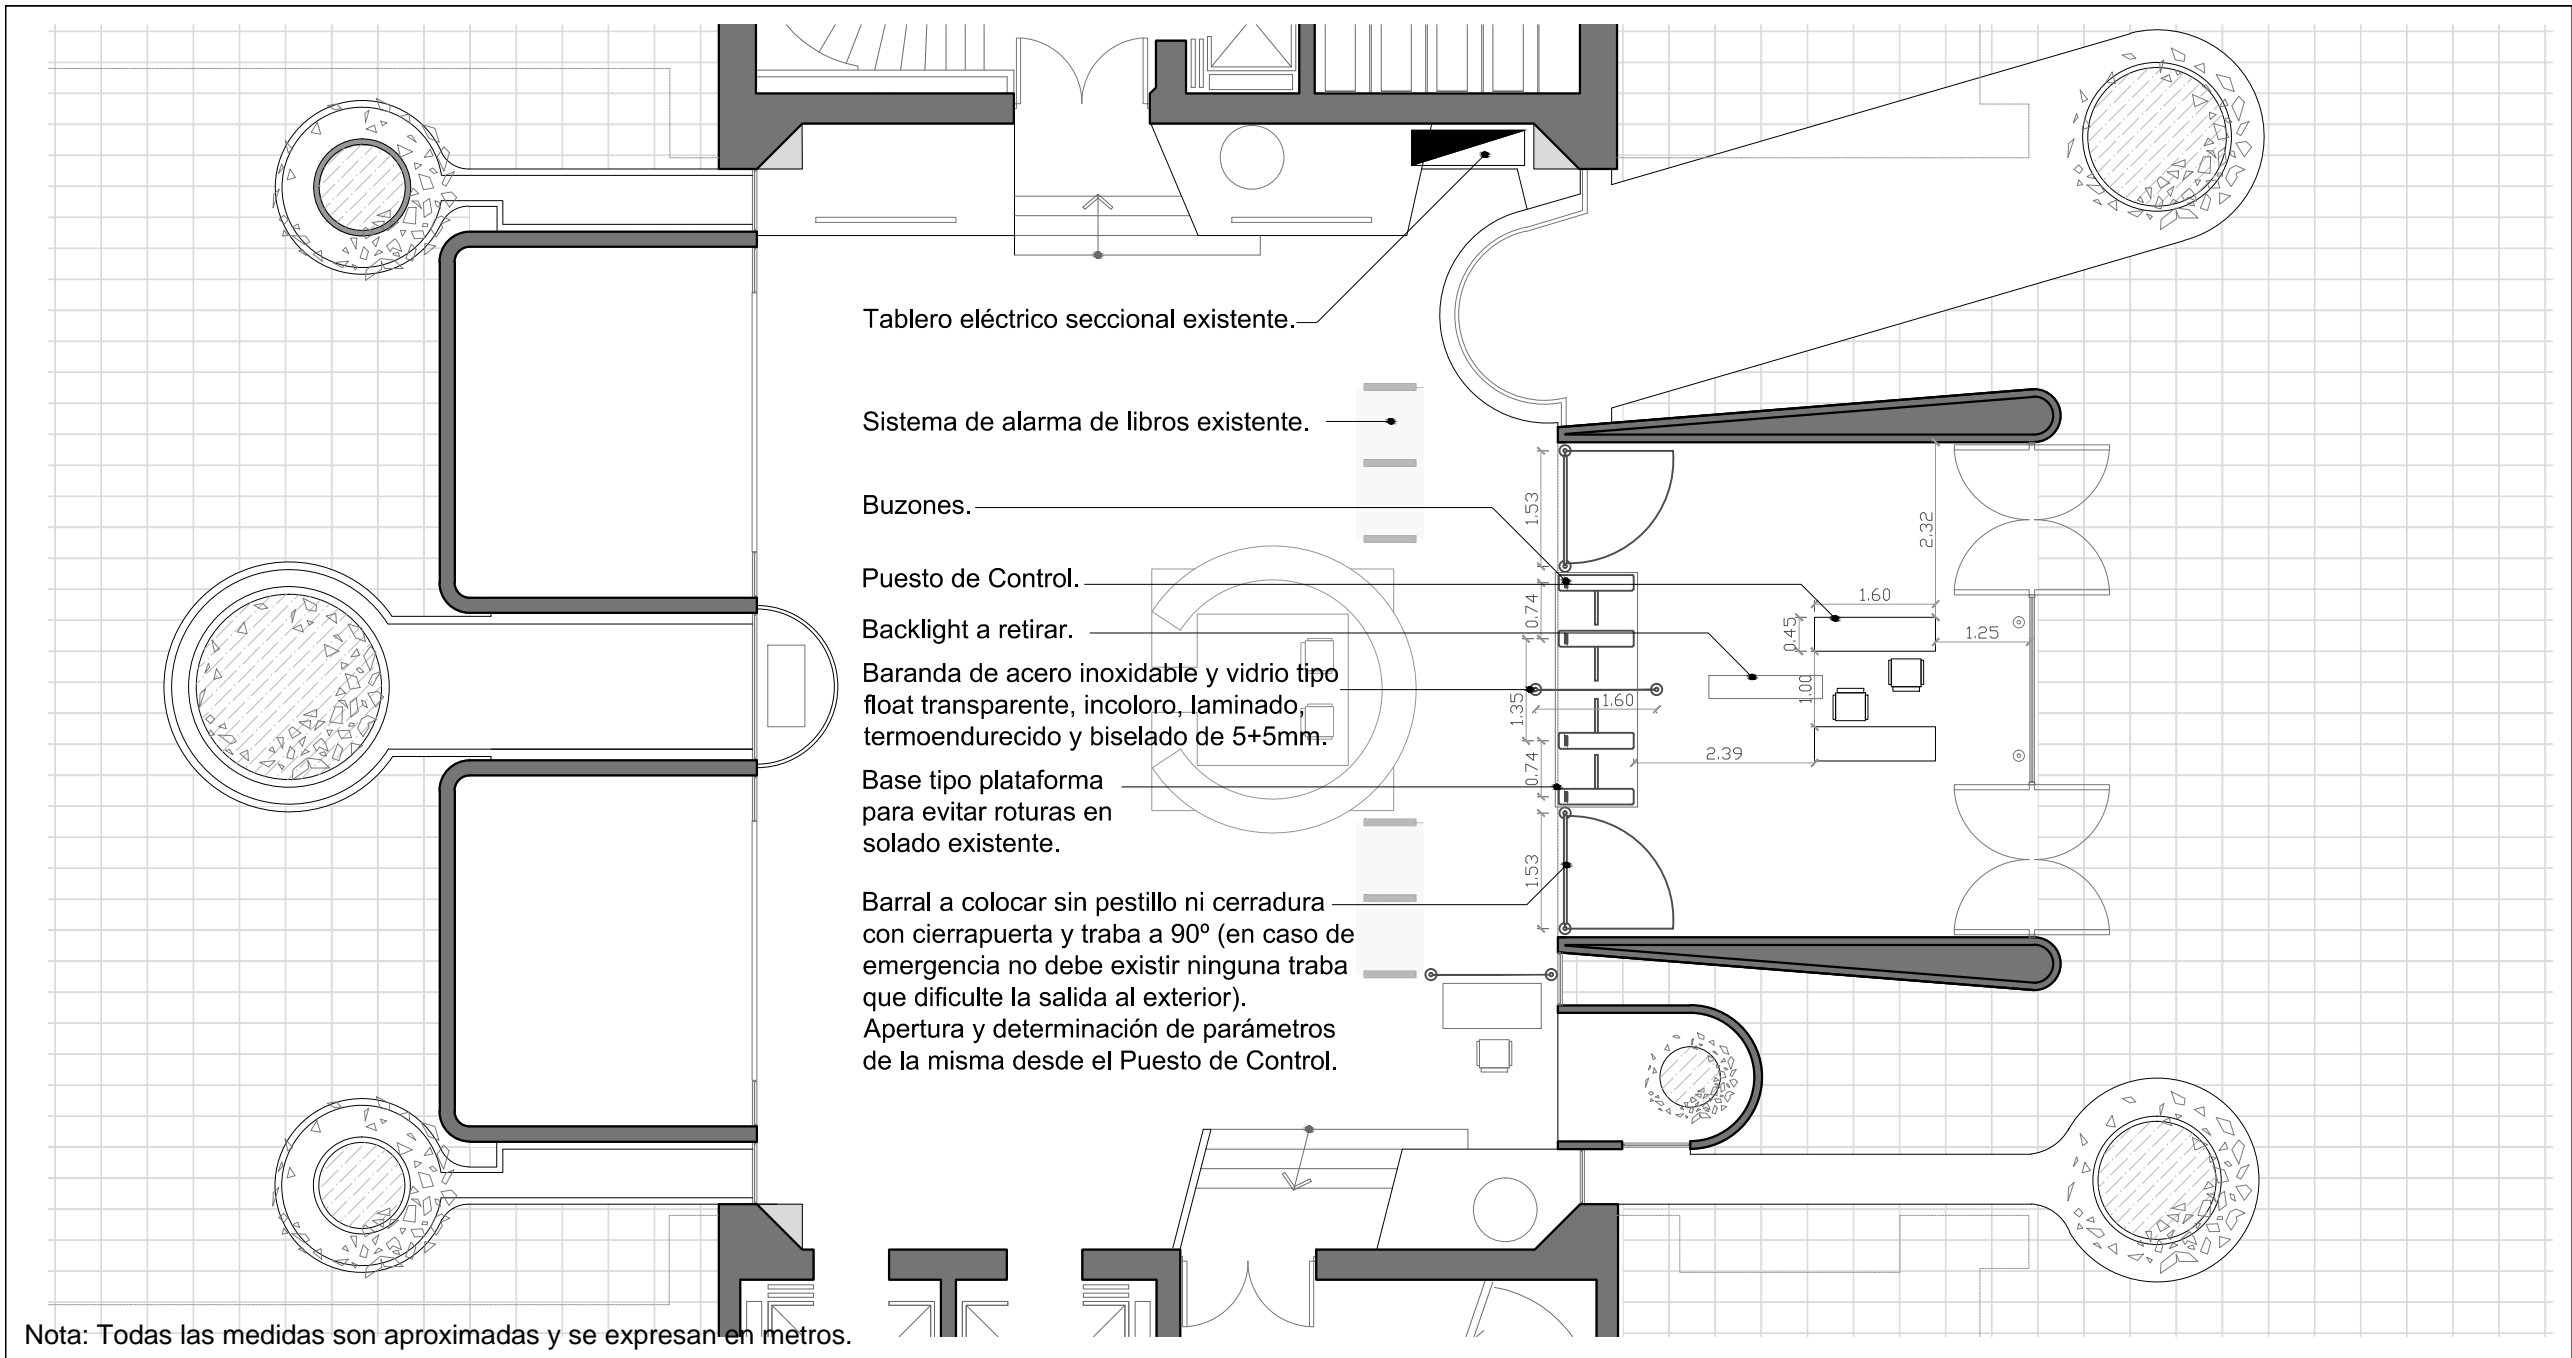 Tablero eléctrico seccional existente.
Sistema de alarma de libros existente.
Buzones.
Puesto de Control.
Backlight a retirar.
Baranda de acero inoxidable y vidrio tipo
float transparente, incoloro, laminado,
termoendurecido y biselado de 5+5mm.
Base tipo plataforma
para evitar roturas en
solado existente.
Barral a colocar sin pestillo ni cerradura
con cierrapuerta y traba a 90º (en caso de
emergencia no debe existir ninguna traba
que dificulte la salida al exterior).
Apertura y determinación de parámetros
de la misma desde el Puesto de Control.
1.53
0.74
1.35
1.60
0.74
1.53
2.39
2.32
1.60
0.45
1.25
1.00
Nota: Todas las medidas son aproximadas y se expresan en metros.